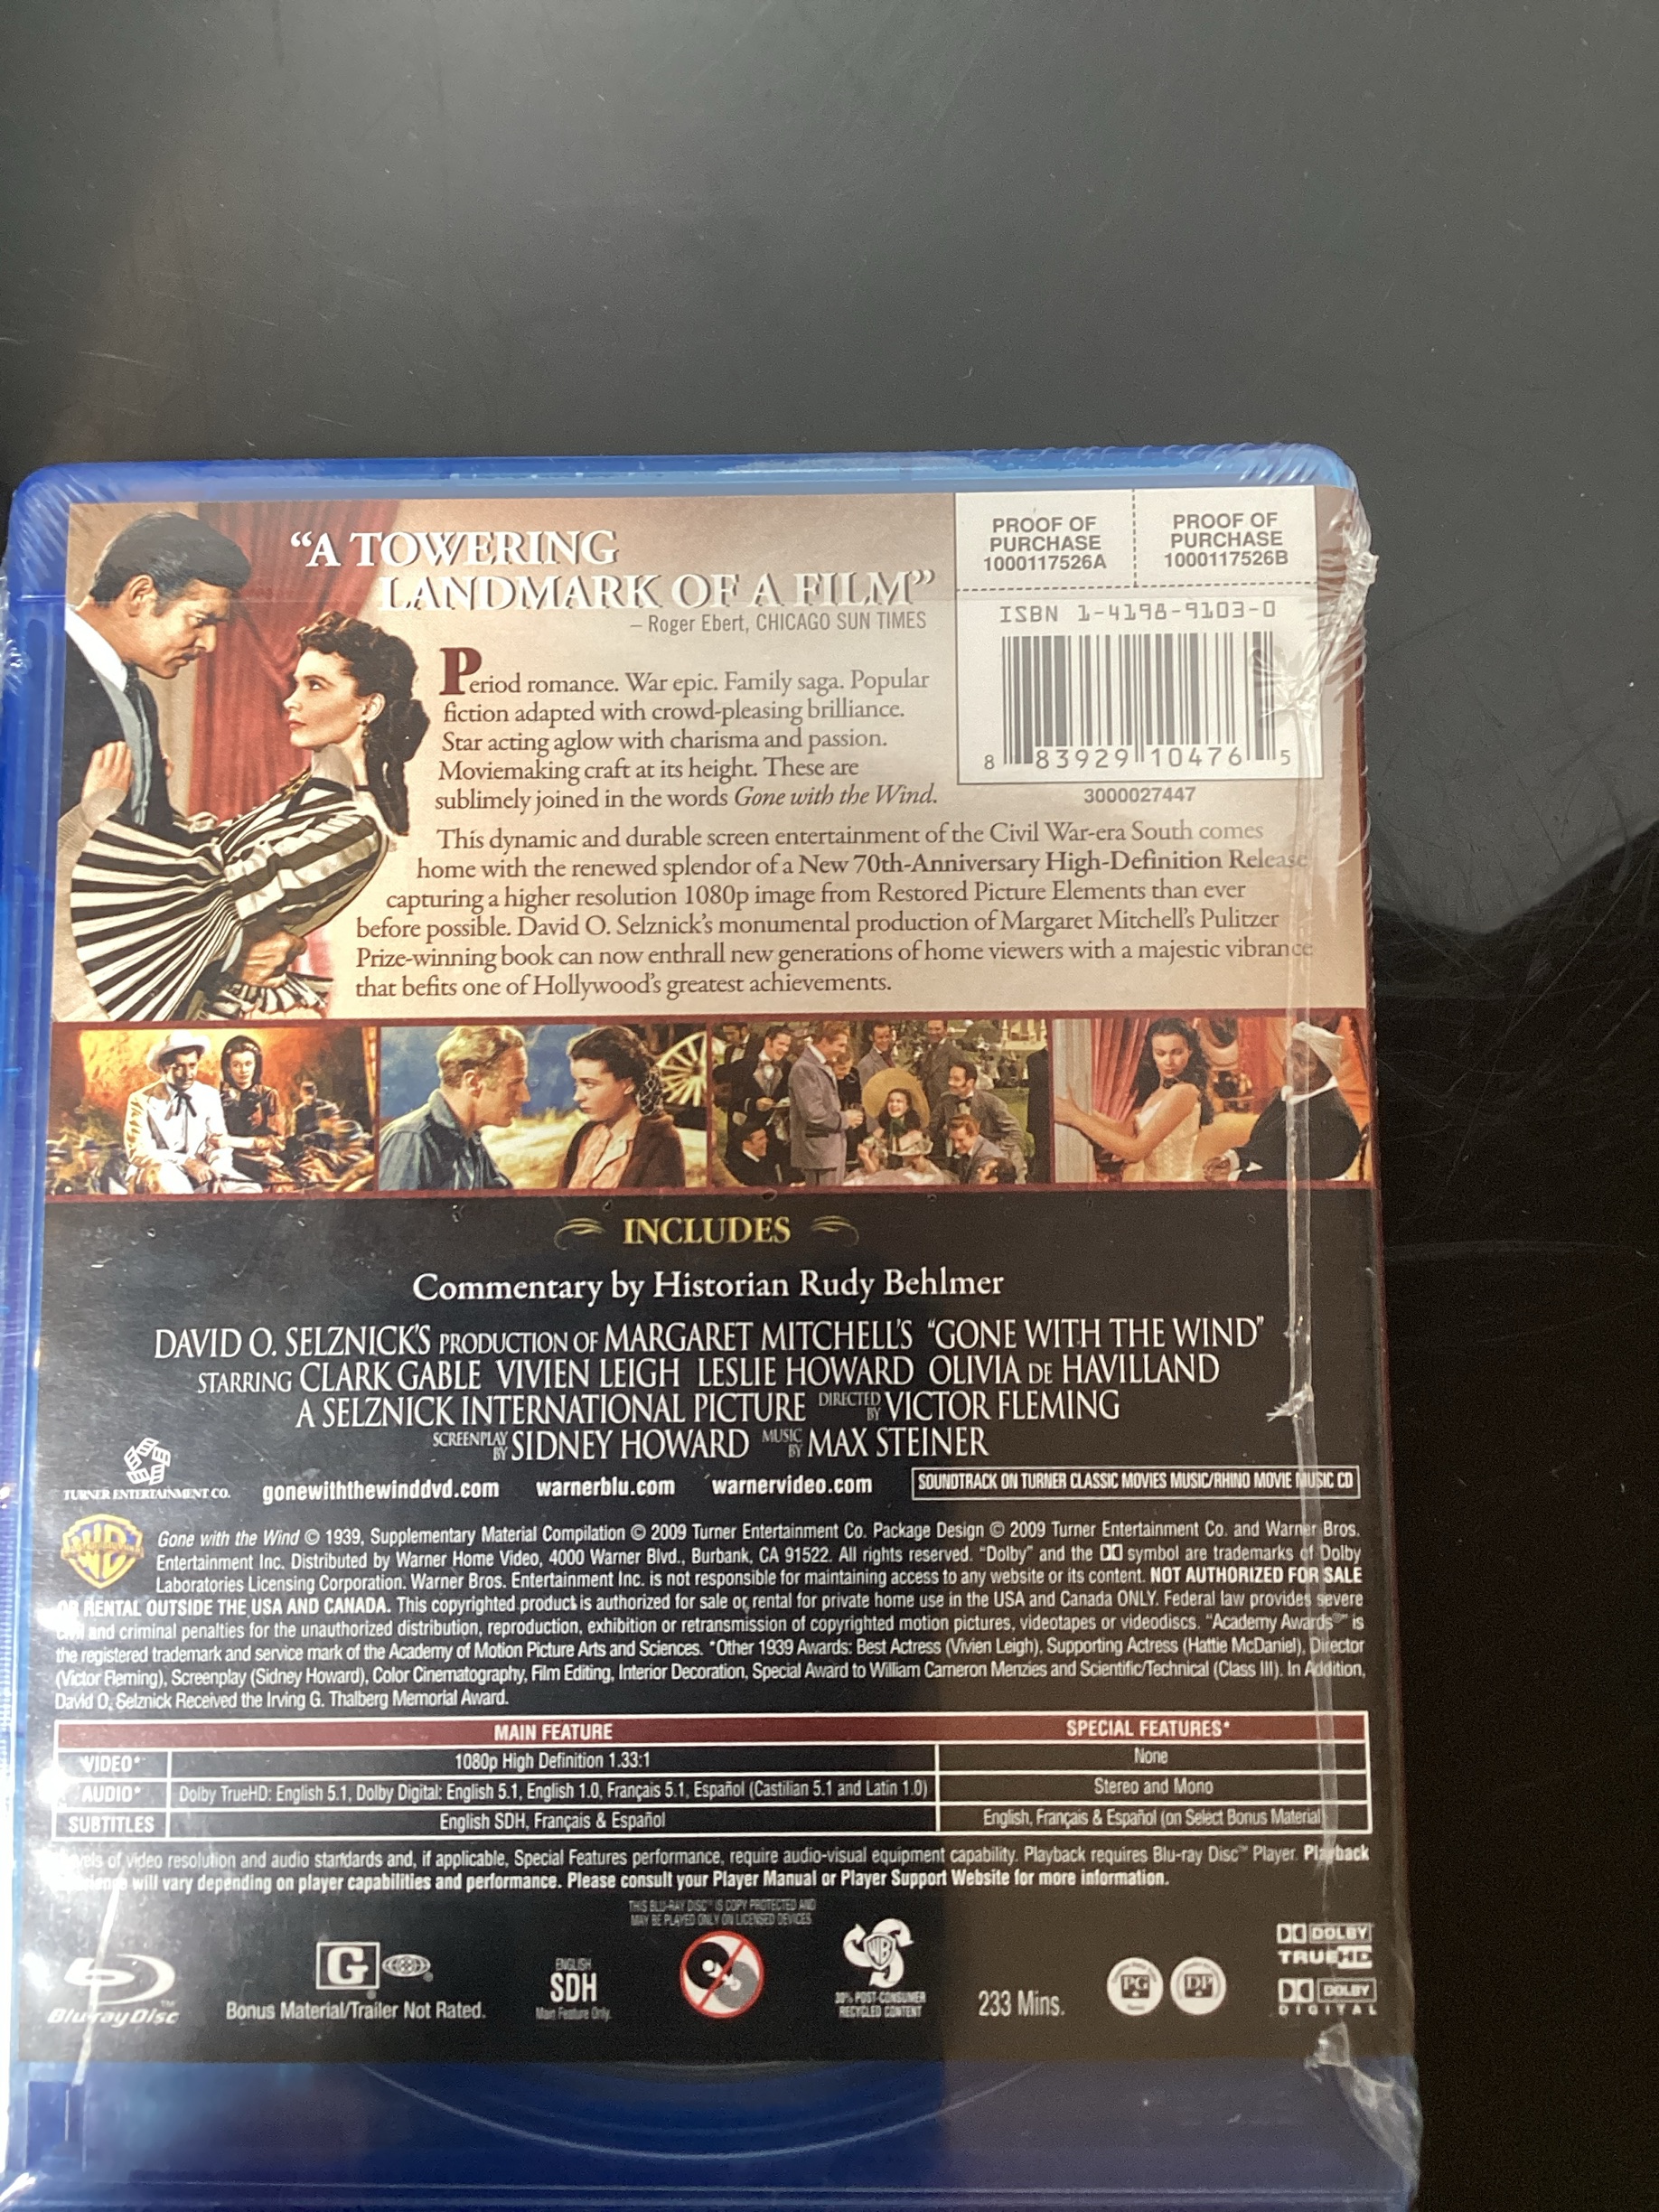 “A TOWERING
LANDMARK OF A FILM”
– Roger Ebert, CHICAGO SUN TIMES
Period romance. War epic. Family saga. Popular
fiction adapted with crowd-pleasing brilliance.
Star acting aglow with charisma and passion.
Moviemaking craft at its height. These are
sublimely joined in the words Gone with the Wind.
This dynamic and durable screen entertainment of the Civil War-era South comes
home with the renewed splendor of a New 70th-Anniversary High-Definition Release
capturing a higher resolution 1080p image from Restored Picture Elements than ever
before possible. David O. Selznick’s monumental production of Margaret Mitchell’s Pulitzer
Prize-winning book can now enthrall new generations of home viewers with a majestic vibrance
that befits one of Hollywood’s greatest achievements.
PROOF OF
PURCHASE
1000117526A
PROOF OF
PURCHASE
1000117526B
ISBN 1-4198-9103-0
8 83929 10476 5
3000027447
INCLUDES
Commentary by Historian Rudy Behlmer
DAVID O. SELZNICK’S PRODUCTION OF MARGARET MITCHELL’S “GONE WITH THE WIND”
STARRING CLARK GABLE VIVIEN LEIGH LESLIE HOWARD OLIVIA DE HAVILLAND
A SELZNICK INTERNATIONAL PICTURE DIRECTED BY VICTOR FLEMING
SCREENPLAY BY SIDNEY HOWARD MUSIC BY MAX STEINER
TURNER ENTERTAINMENT CO. gonewiththewinddvd.com warnerblu.com warnervideo.com SOUNDTRACK ON TURNER CLASSIC MOVIES MUSIC/RHINO MOVIE MUSIC CD
Gone with the Wind © 1939, Supplementary Material Compilation © 2009 Turner Entertainment Co. Package Design © 2009 Turner Entertainment Co. and Warner Bros.
Entertainment Inc. Distributed by Warner Home Video, 4000 Warner Blvd., Burbank, CA 91522. All rights reserved. “Dolby” and the DD symbol are trademarks of Dolby
Laboratories Licensing Corporation. Warner Bros. Entertainment Inc. is not responsible for maintaining access to any website or its content. NOT AUTHORIZED FOR SALE
OR RENTAL OUTSIDE THE USA AND CANADA. This copyrighted product is authorized for sale or rental for private home use in the USA and Canada ONLY. Federal law provides severe
civil and criminal penalties for the unauthorized distribution, reproduction, exhibition or retransmission of copyrighted motion pictures, videotapes or videodiscs. “Academy Awards®” is
the registered trademark and service mark of the Academy of Motion Picture Arts and Sciences. *Other 1939 Awards: Best Actress (Vivien Leigh), Supporting Actress (Hattie McDaniel), Director
(Victor Fleming), Screenplay (Sidney Howard), Color Cinematography, Film Editing, Interior Decoration, Special Award to William Cameron Menzies and Scientific/Technical (Class III). In Addition,
David O. Selznick Received the Irving G. Thalberg Memorial Award.
MAIN FEATURE SPECIAL FEATURES*
VIDEO* 1080p High Definition 1.33:1 None
AUDIO* Dolby TrueHD: English 5.1, Dolby Digital: English 5.1, English 1.0, Français 5.1, Español (Castilian 5.1 and Latin 1.0) Stereo and Mono
SUBTITLES English SDH, Français & Español English, Français & Español (on Select Bonus Material)
of video resolution and audio standards and, if applicable, Special Features performance, require audio-visual equipment capability. Playback requires Blu-ray Disc™ Player. Playback
will vary depending on player capabilities and performance. Please consult your Player Manual or Player Support Website for more information.
THIS BLU-RAY DISC™ IS COPY PROTECTED AND
MAY BE PLAYED ONLY ON LICENSED DEVICES.
Blu-ray Disc™
G
Bonus Material/Trailer Not Rated.
ENGLISH
SDH
Main Feature Only.
WB
30% POST-CONSUMER
RECYCLED CONTENT
233 Mins.
PG
DP
DOLBY
TRUEHD
DOLBY
DIGITAL